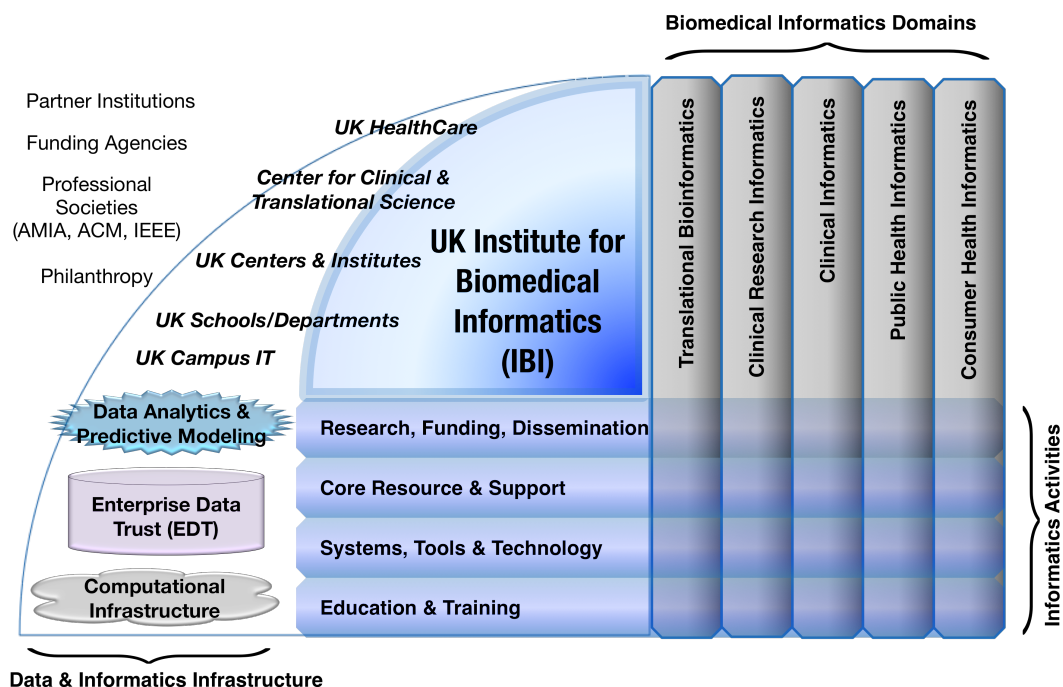 Biomedical Informatics Domains
Partner Institutions
Funding Agencies
Professional
Societies
(AMIA, ACM, IEEE)
Philanthropy
UK HealthCare
Center for Clinical &
Translational Science
UK Centers & Institutes
UK Schools/Departments
UK Campus IT
UK Institute for
Biomedical
Informatics
(IBI)
Translational Bioinformatics
Clinical Research Informatics
Clinical Informatics
Public Health Informatics
Consumer Health Informatics
Data Analytics &
Predictive Modeling
Enterprise Data
Trust (EDT)
Computational
Infrastructure
Research, Funding, Dissemination
Core Resource & Support
Systems, Tools & Technology
Education & Training
Informatics Activities
Data & Informatics Infrastructure